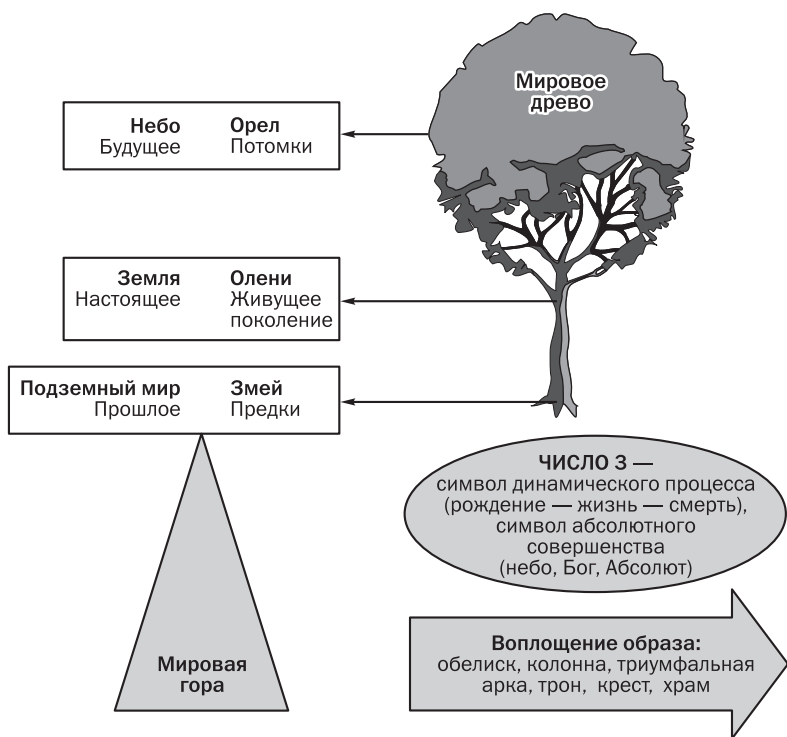 Мировое
древо
Небо Орел
Будущее Потомки
Земля Олени
Настоящее Живущее
поколение
Подземный мир Змей
Прошлое Предки
ЧИСЛО 3 —
символ динамического процесса
(рождение — жизнь — смерть),
символ абсолютного
совершенства
(небо, Бог, Абсолют)
Мировая
гора
Воплощение образа:
обелиск, колонна, триумфальная
арка, трон, крест, храм